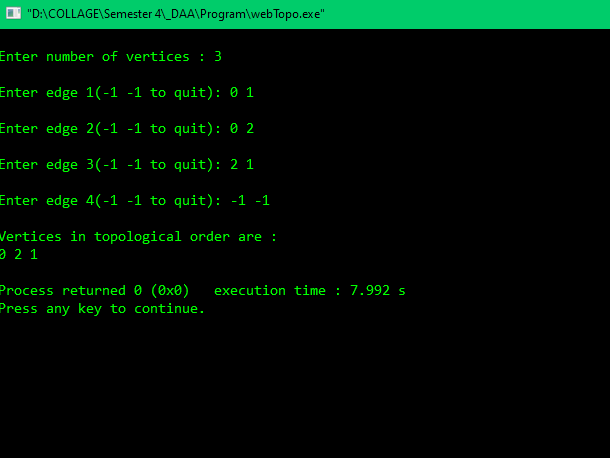 "D:\COLLAGE\Semester 4\_DAA\Program\webTopo.exe"
Enter number of vertices : 3
Enter edge 1(-1 -1 to quit): 0 1
Enter edge 2(-1 -1 to quit): 0 2
Enter edge 3(-1 -1 to quit): 2 1
Enter edge 4(-1 -1 to quit): -1 -1
Vertices in topological order are :
0 2 1
Process returned 0 (0x0)   execution time : 7.992 s
Press any key to continue.